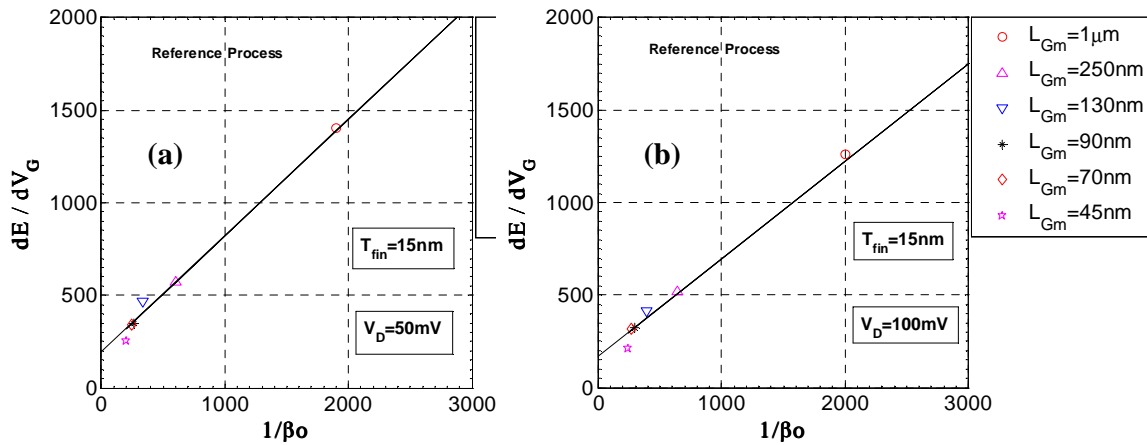 2000
1500
1000
500
0
dE / dV_G
Reference Process
(a)
T_fin=15nm
V_D=50mV
0 1000 2000 3000
1/βo
2000
1500
1000
500
0
dE / dV_G
Reference Process
(b)
T_fin=15nm
V_D=100mV
0 1000 2000 3000
1/βo
L_Gm=1μm
L_Gm=250nm
L_Gm=130nm
L_Gm=90nm
L_Gm=70nm
L_Gm=45nm